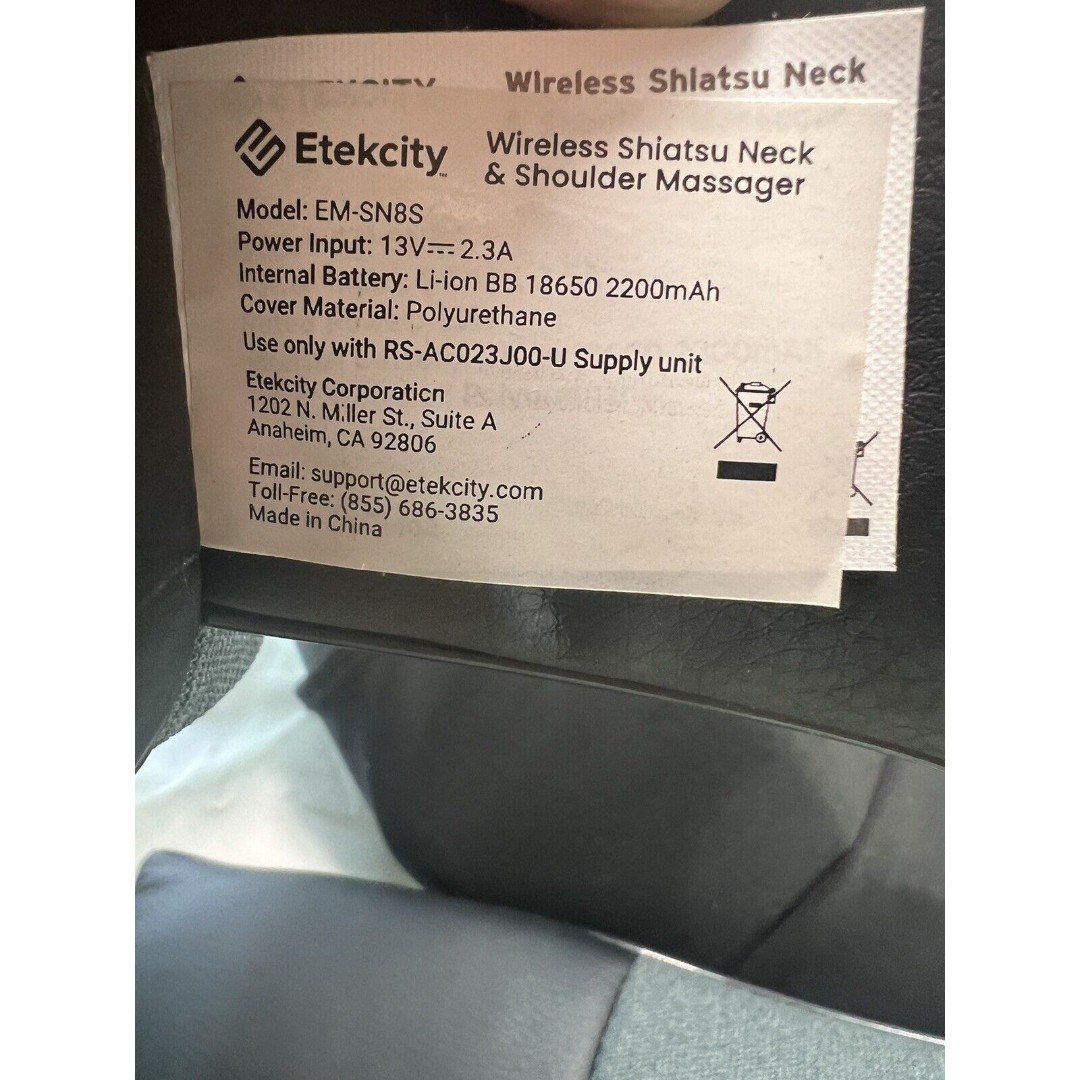 Wireless Shiatsu Neck
Etekcity™
Wireless Shiatsu Neck
& Shoulder Massager
Model: EM-SN8S
Power Input: 13V⎓2.3A
Internal Battery: Li-ion BB 18650 2200mAh
Cover Material: Polyurethane
Use only with RS-AC023J00-U Supply unit
Etekcity Corporation
1202 N. Miller St., Suite A
Anaheim, CA 92806
Email: support@etekcity.com
Toll-Free: (855) 686-3835
Made in China